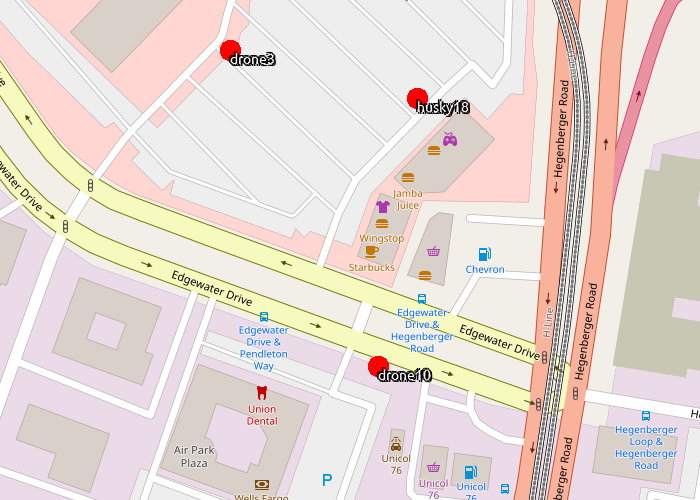 drone3
husky18
Hegenberger Road
Jamba
Juice
Wingstop
Starbucks
Chevron
Edgewater Drive
Edgewater Drive
Edgewater
Drive &
Hegenberger
Road
Edgewater Drive
H-Line
Hegenberger Road
Edgewater
Drive &
Pendleton
Way
drone10
Union
Dental
Air Park
Plaza
Unicol
76
Unicol
76
Unicol
76
P
Wells Fargo
Hegenberger
Loop &
Hegenberger
Road